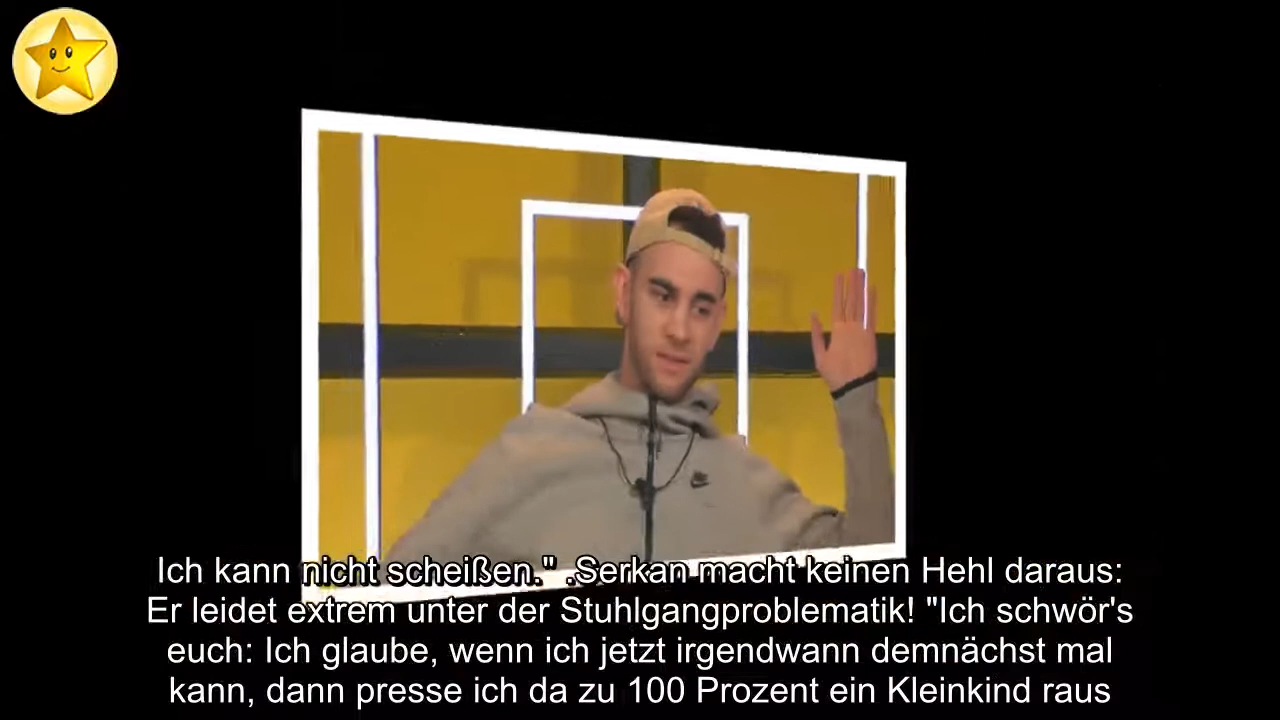 Ich kann nicht scheißen." .Serkan macht keinen Hehl daraus:
Er leidet extrem unter der Stuhlgangproblematik! "Ich schwör's
euch: Ich glaube, wenn ich jetzt irgendwann demnächst mal
kann, dann presse ich da zu 100 Prozent ein Kleinkind raus